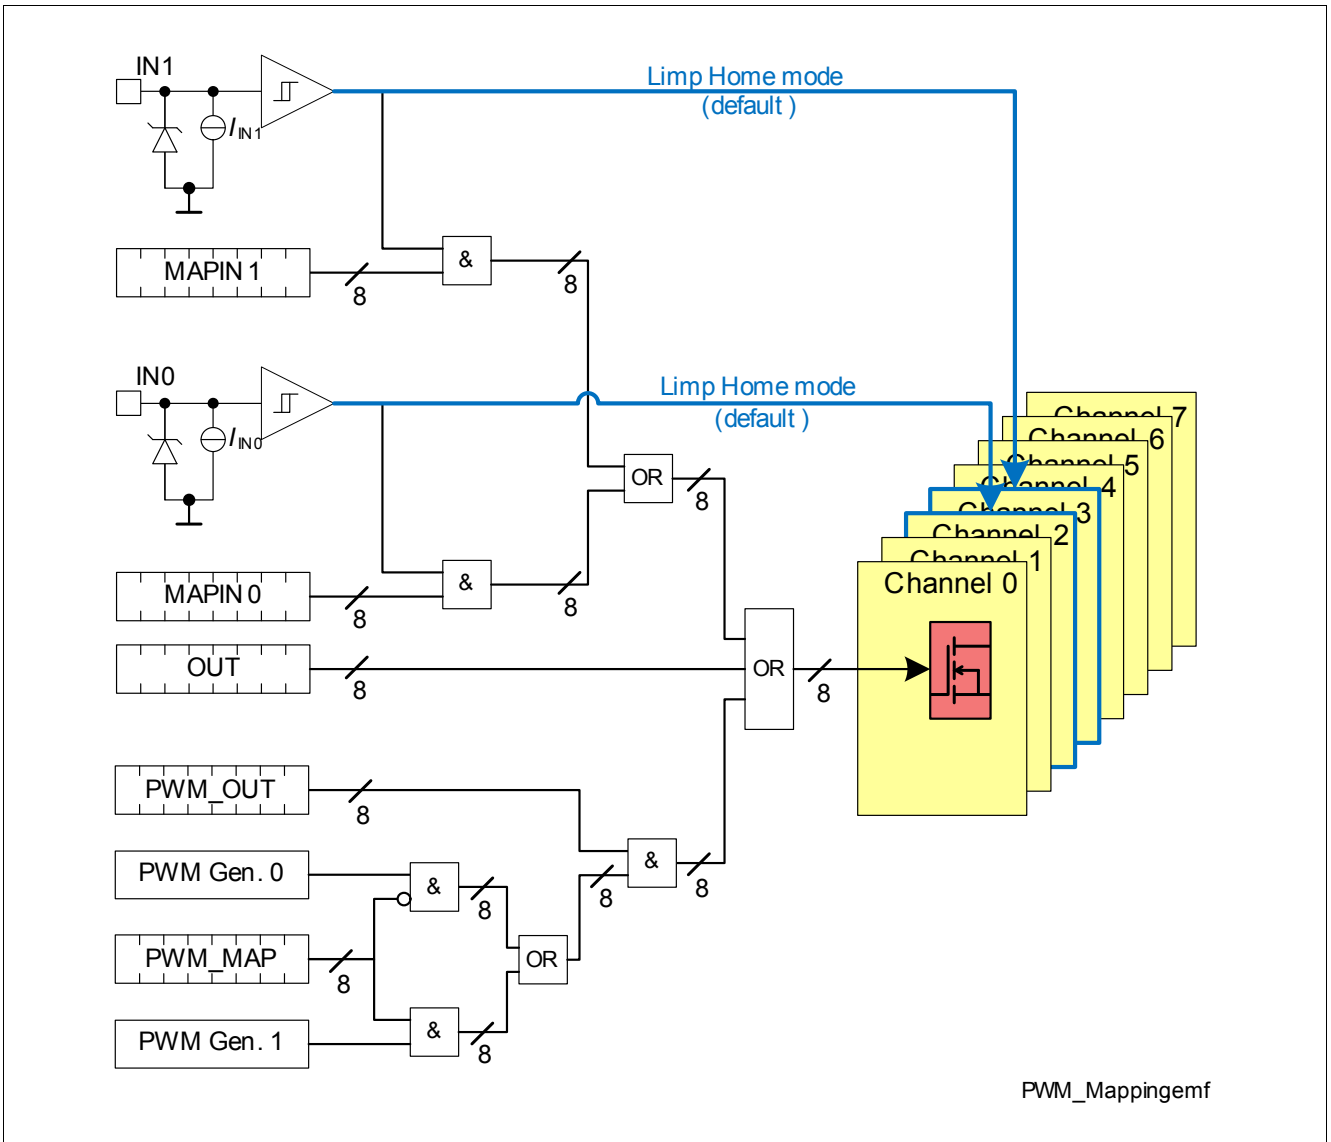 IN1
Limp Home mode
(default )
I IN1
&
MAPIN 1
8
8
IN0
Limp Home mode
(default )
I IN0
Channel 7
Channel 6
Channel 5
Channel 4
Channel 3
Channel 2
Channel 1
Channel 0
OR
8
&
MAPIN 0
8
8
OUT
8
OR
8
PWM_OUT
8
PWM Gen. 0
&
8
&
8
8
PWM_MAP
8
OR
PWM Gen. 1
&
8
PWM_Mappingemf